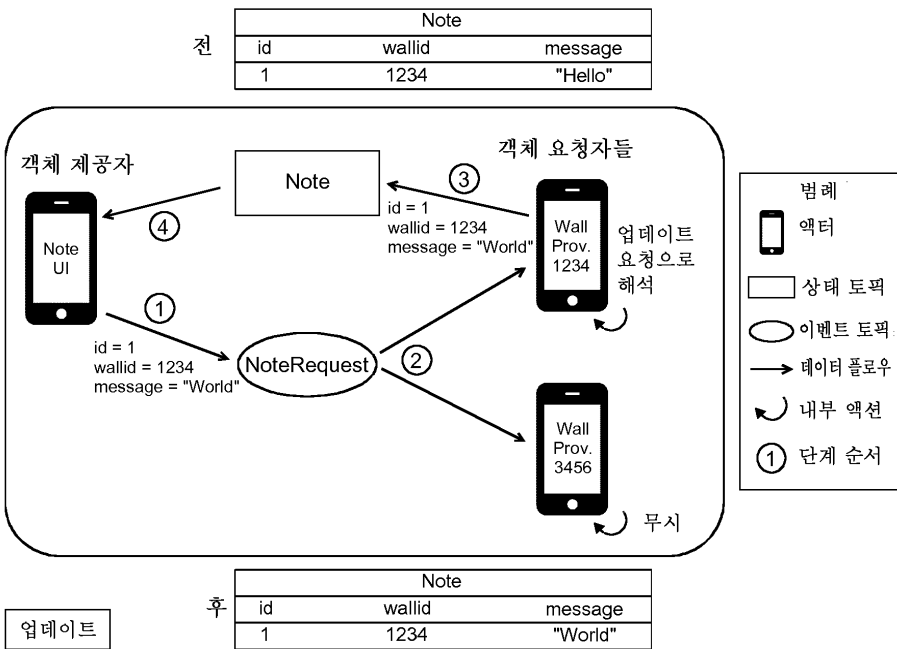 전
Note
id wallid message
1 1234 "Hello"
객체 제공자
객체 요청자들
Note
UI
Note
③
id = 1
wallid = 1234
message = "World"
④
Wall
Prov.
1234
업데이트
요청으로
해석
①
id = 1
wallid = 1234
message = "World"
NoteRequest
②
Wall
Prov.
3456
무시
범례
액터
상태 토픽
이벤트 토픽
데이터 플로우
내부 액션
① 단계 순서
업데이트
후
Note
id wallid message
1 1234 "World"